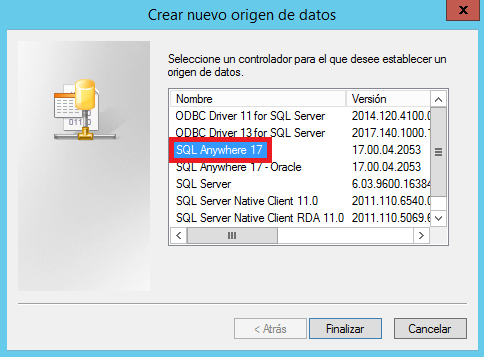 Crear nuevo origen de datos
x
Seleccione un controlador para el que desee establecer un
origen de datos.
Nombre Versión
ODBC Driver 11 for SQL Server 2014.120.4100.0
ODBC Driver 13 for SQL Server 2017.140.1000.1
SQL Anywhere 17 17.00.04.2053
SQL Anywhere 17 - Oracle 17.00.04.2053
SQL Server 6.03.9600.16384
SQL Server Native Client 11.0 2011.110.6540.0
SQL Server Native Client RDA 11.0 2011.110.5069.6
< Atrás Finalizar Cancelar